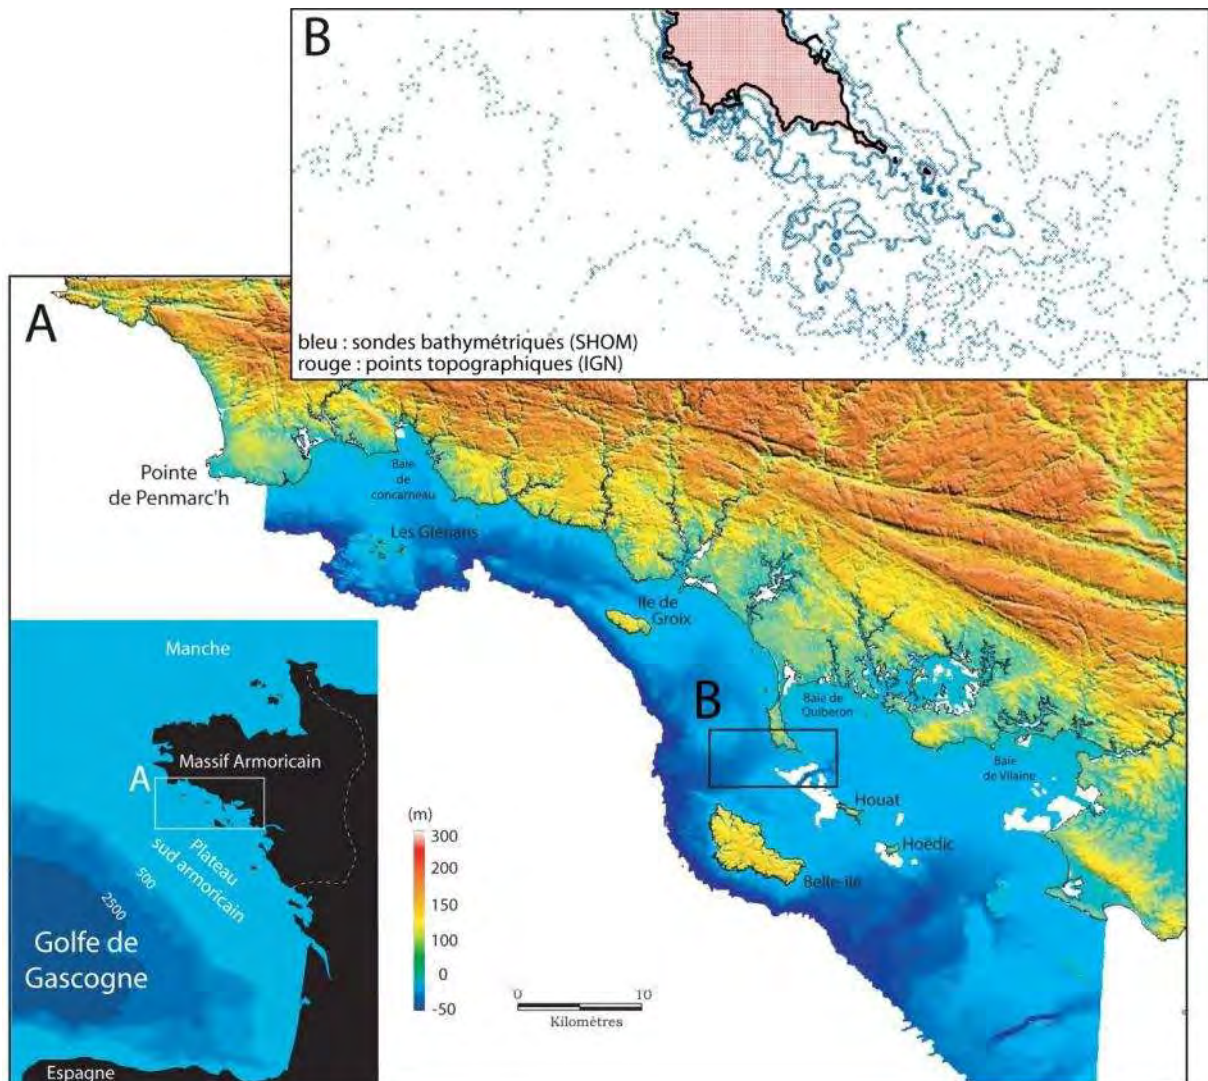 B
bleu : sondes bathymétriques (SHOM)
rouge : points topographiques (IGN)
A
Pointe
de Penmarc'h
Baie
de
concarneau
Les Glénans
Ile de
Groix
B
Baie de
Quiberon
Baie
de Vilaine
Houat
Hoëdic
Belle-île
Manche
Massif Armoricain
A
Plateau
sud armoricain
500
2500
Golfe de
Gascogne
Espagne
(m)
300
200
150
100
0
-50
0 10
Kilomètres